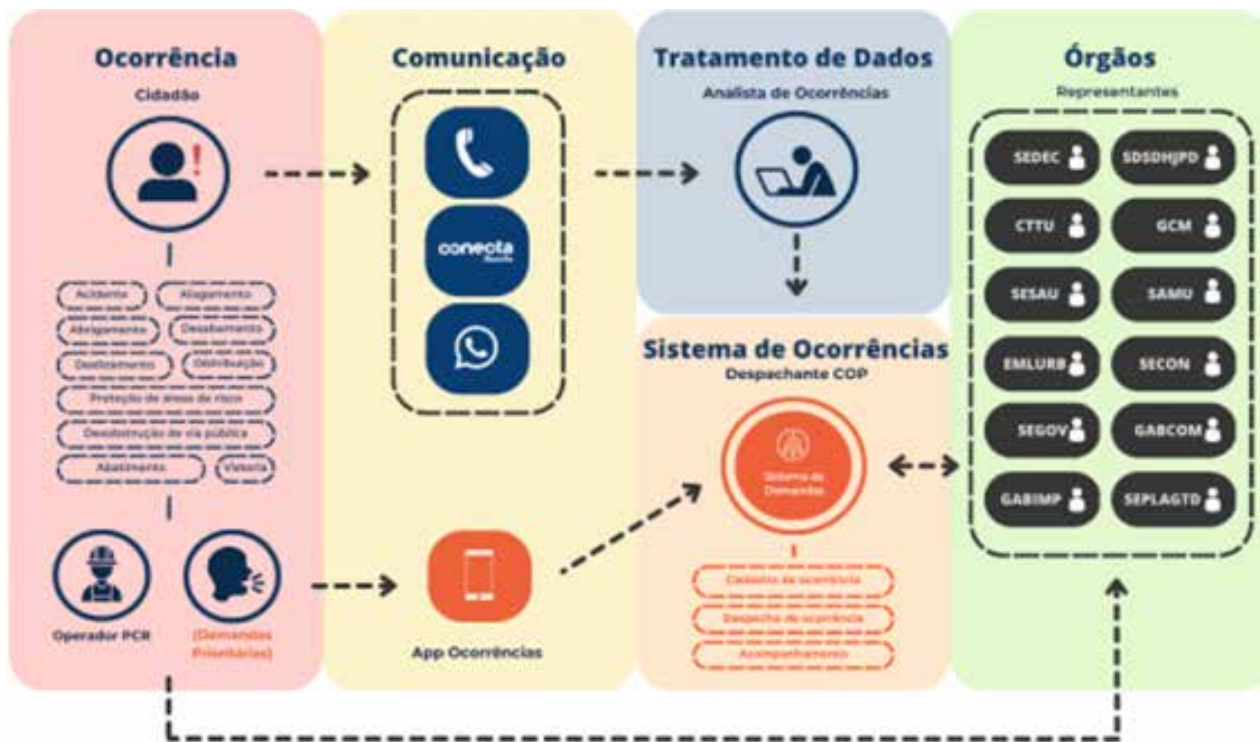 Ocorrência
Cidadão
!
Acidente
Alagamento
Abrigamento
Desabamento
Deslizamento
Distribuição
Proteção de áreas de risco
Desobstrução de via pública
Abatimento
Vistoria
Operador PCR
(Demandas
Prioritárias)
Comunicação
conecta
Recife
App Ocorrências
Tratamento de Dados
Analista de Ocorrências
Sistema de Ocorrências
Despachante COP
Sistema de
Demandas
Cadastro de ocorrência
Despacho de ocorrência
Acompanhamento
Órgãos
Representantes
SEDEC
SDSDHJPD
CTTU
GCM
SESAU
SAMU
EMLURB
SECON
SEGOV
GABCOM
GABIMP
SEPLAGTD